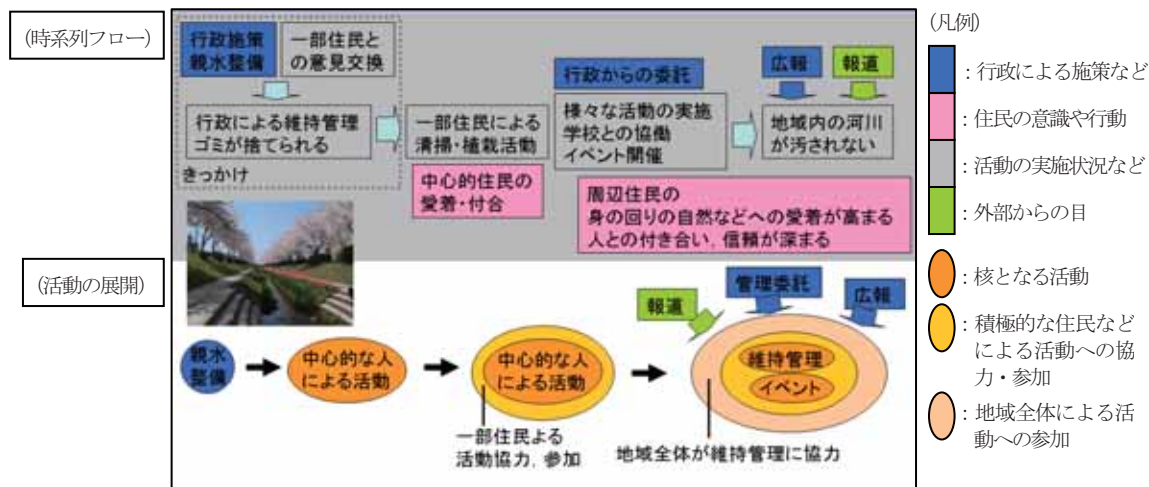 (時系列フロー)
行政施策
親水整備
一部住民と
の意見交換
行政による維持管理
ゴミが捨てられる
きっかけ
一部住民による
清掃・植栽活動
中心的住民の
愛着・付合
行政からの委託
様々な活動の実施
学校との協働
イベント開催
広報
報道
地域内の河川
が汚されない
周辺住民の
身の回りの自然などへの愛着が高まる
人との付き合い，信頼が深まる
(活動の展開)
親水
整備
中心的な人
による活動
中心的な人
による活動
一部住民よる
活動協力，参加
報道
管理委託
広報
維持管理
イベント
地域全体が維持管理に協力
(凡例)
：行政による施策など
：住民の意識や行動
：活動の実施状況など
：外部からの目
：核となる活動
：積極的な住民など
による活動への協
力・参加
：地域全体による活
動への参加